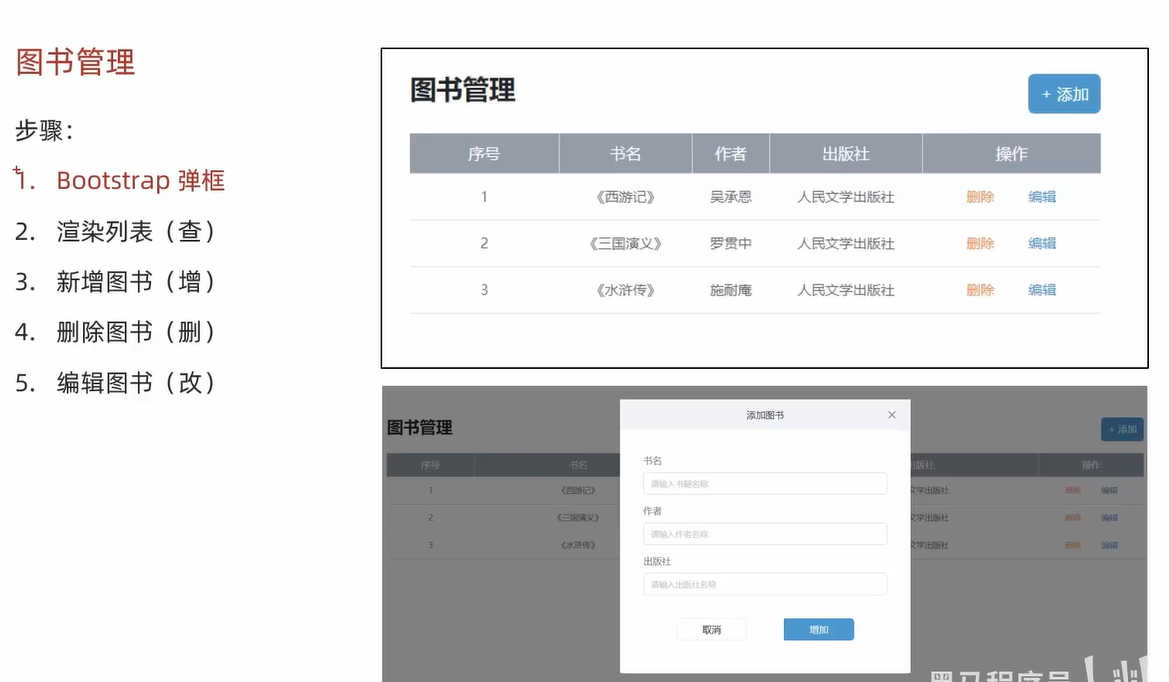 图书管理
步骤：
1. Bootstrap 弹框
2. 渲染列表（查）
3. 新增图书（增）
4. 删除图书（删）
5. 编辑图书（改）
图书管理
+ 添加
序号 书名 作者 出版社 操作
1 《西游记》 吴承恩 人民文学出版社 删除 编辑
2 《三国演义》 罗贯中 人民文学出版社 删除 编辑
3 《水浒传》 施耐庵 人民文学出版社 删除 编辑
图书管理
+ 添加
序号 书名 出版社 操作
1 《西游记》 文学出版社 删除 编辑
2 《三国演义》 文学出版社 删除 编辑
3 《水浒传》 文学出版社 删除 编辑
添加图书
书名
请输入书籍名称
作者
请输入作者名称
出版社
请输入出版社名称
取消 增加
黑马程序员